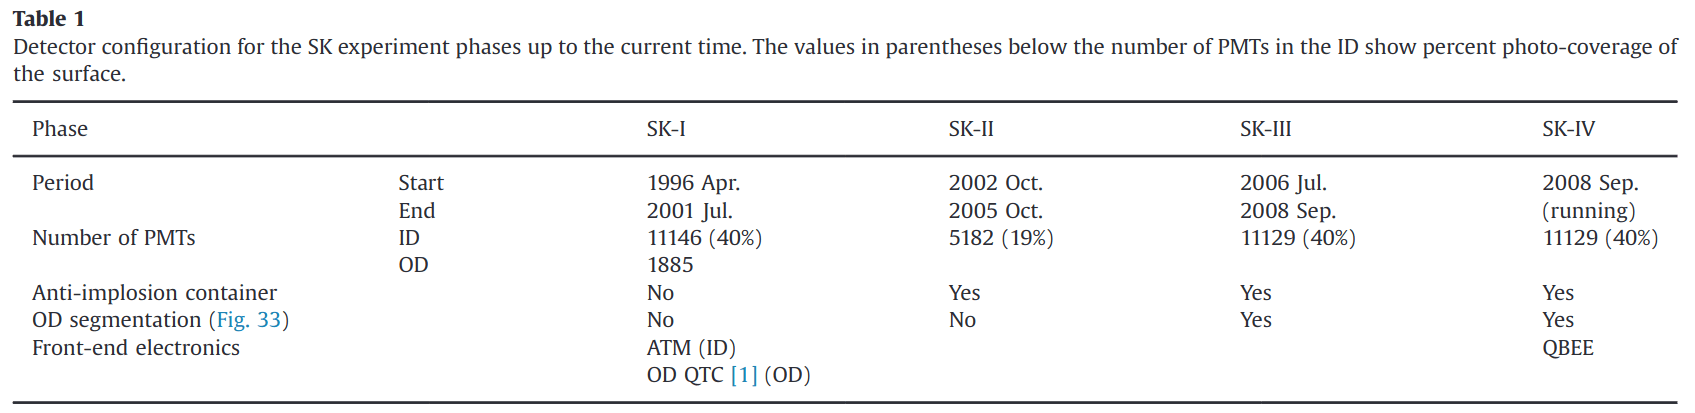 Table 1
Detector configuration for the SK experiment phases up to the current time. The values in parentheses below the number of PMTs in the ID show percent photo-coverage of
the surface.
Phase SK-I SK-II SK-III SK-IV
Period Start 1996 Apr. 2002 Oct. 2006 Jul. 2008 Sep.
End 2001 Jul. 2005 Oct. 2008 Sep. (running)
Number of PMTs ID 11146 (40%) 5182 (19%) 11129 (40%) 11129 (40%)
OD 1885
Anti-implosion container No Yes Yes Yes
OD segmentation (Fig. 33) No No Yes Yes
Front-end electronics ATM (ID) QBEE
OD QTC [1] (OD)